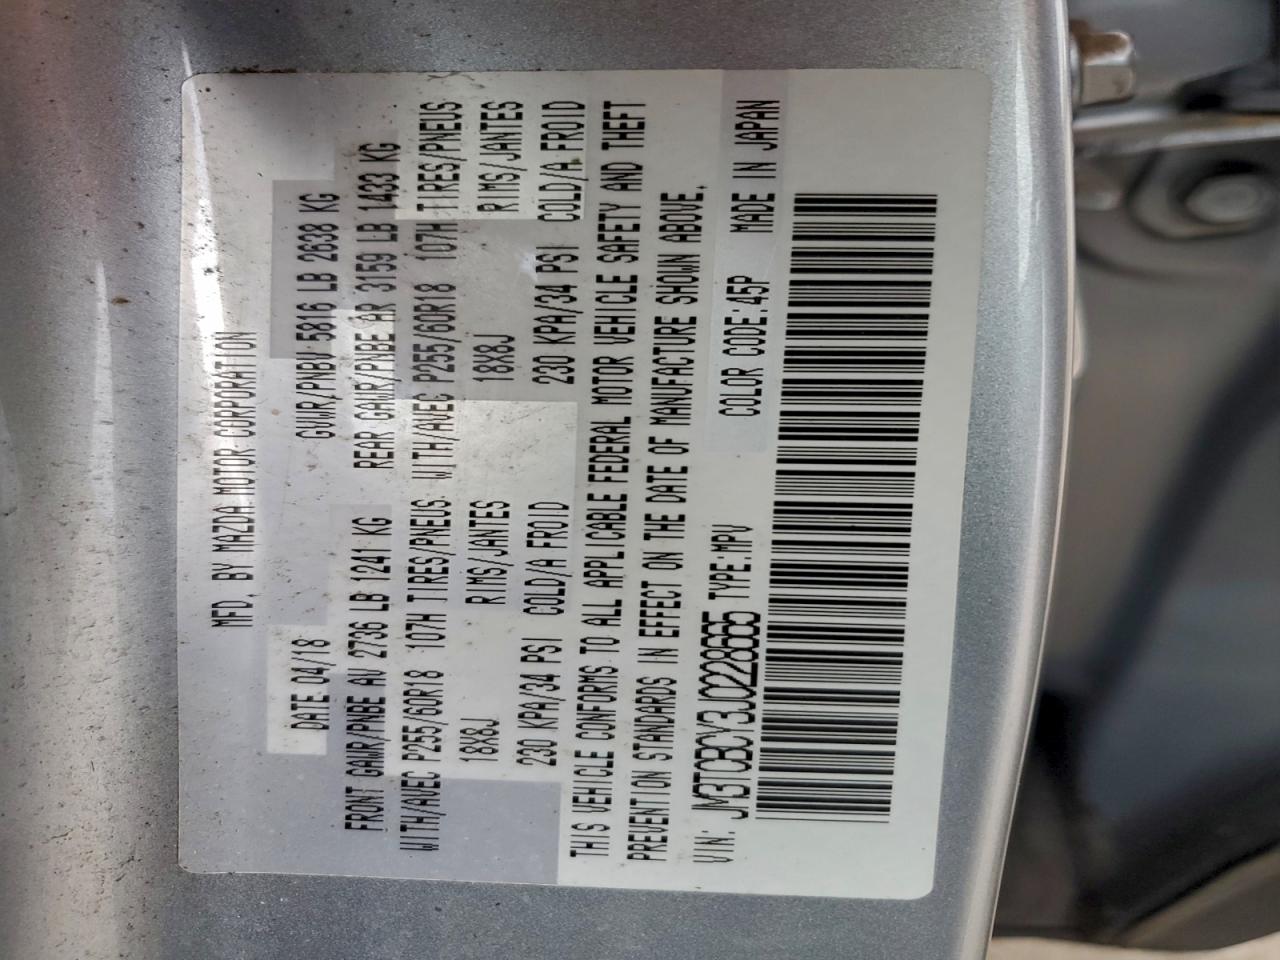 MFD. BY MAZDA MOTOR CORPORATION
DATE 04/18 GVWR/PNBV 5816 LB 2638 KG
FRONT GAWR/PNBE AV 2736 LB 1241 KG REAR GAWR/PNBE AR 3159 LB 1433 KG
WITH/AVEC P255/60R18 107H TIRES/PNEUS WITH/AVEC P255/60R18 107H TIRES/PNEUS
18X8J RIMS/JANTES 18X8J RIMS/JANTES
230 KPA/34 PSI COLD/A FROID 230 KPA/34 PSI COLD/A FROID
THIS VEHICLE CONFORMS TO ALL APPLICABLE FEDERAL MOTOR VEHICLE SAFETY AND THEFT
PREVENTION STANDARDS IN EFFECT ON THE DATE OF MANUFACTURE SHOWN ABOVE.
VIN: JM3TCBCY3J0228665 TYPE:MPV COLOR CODE:45P MADE IN JAPAN